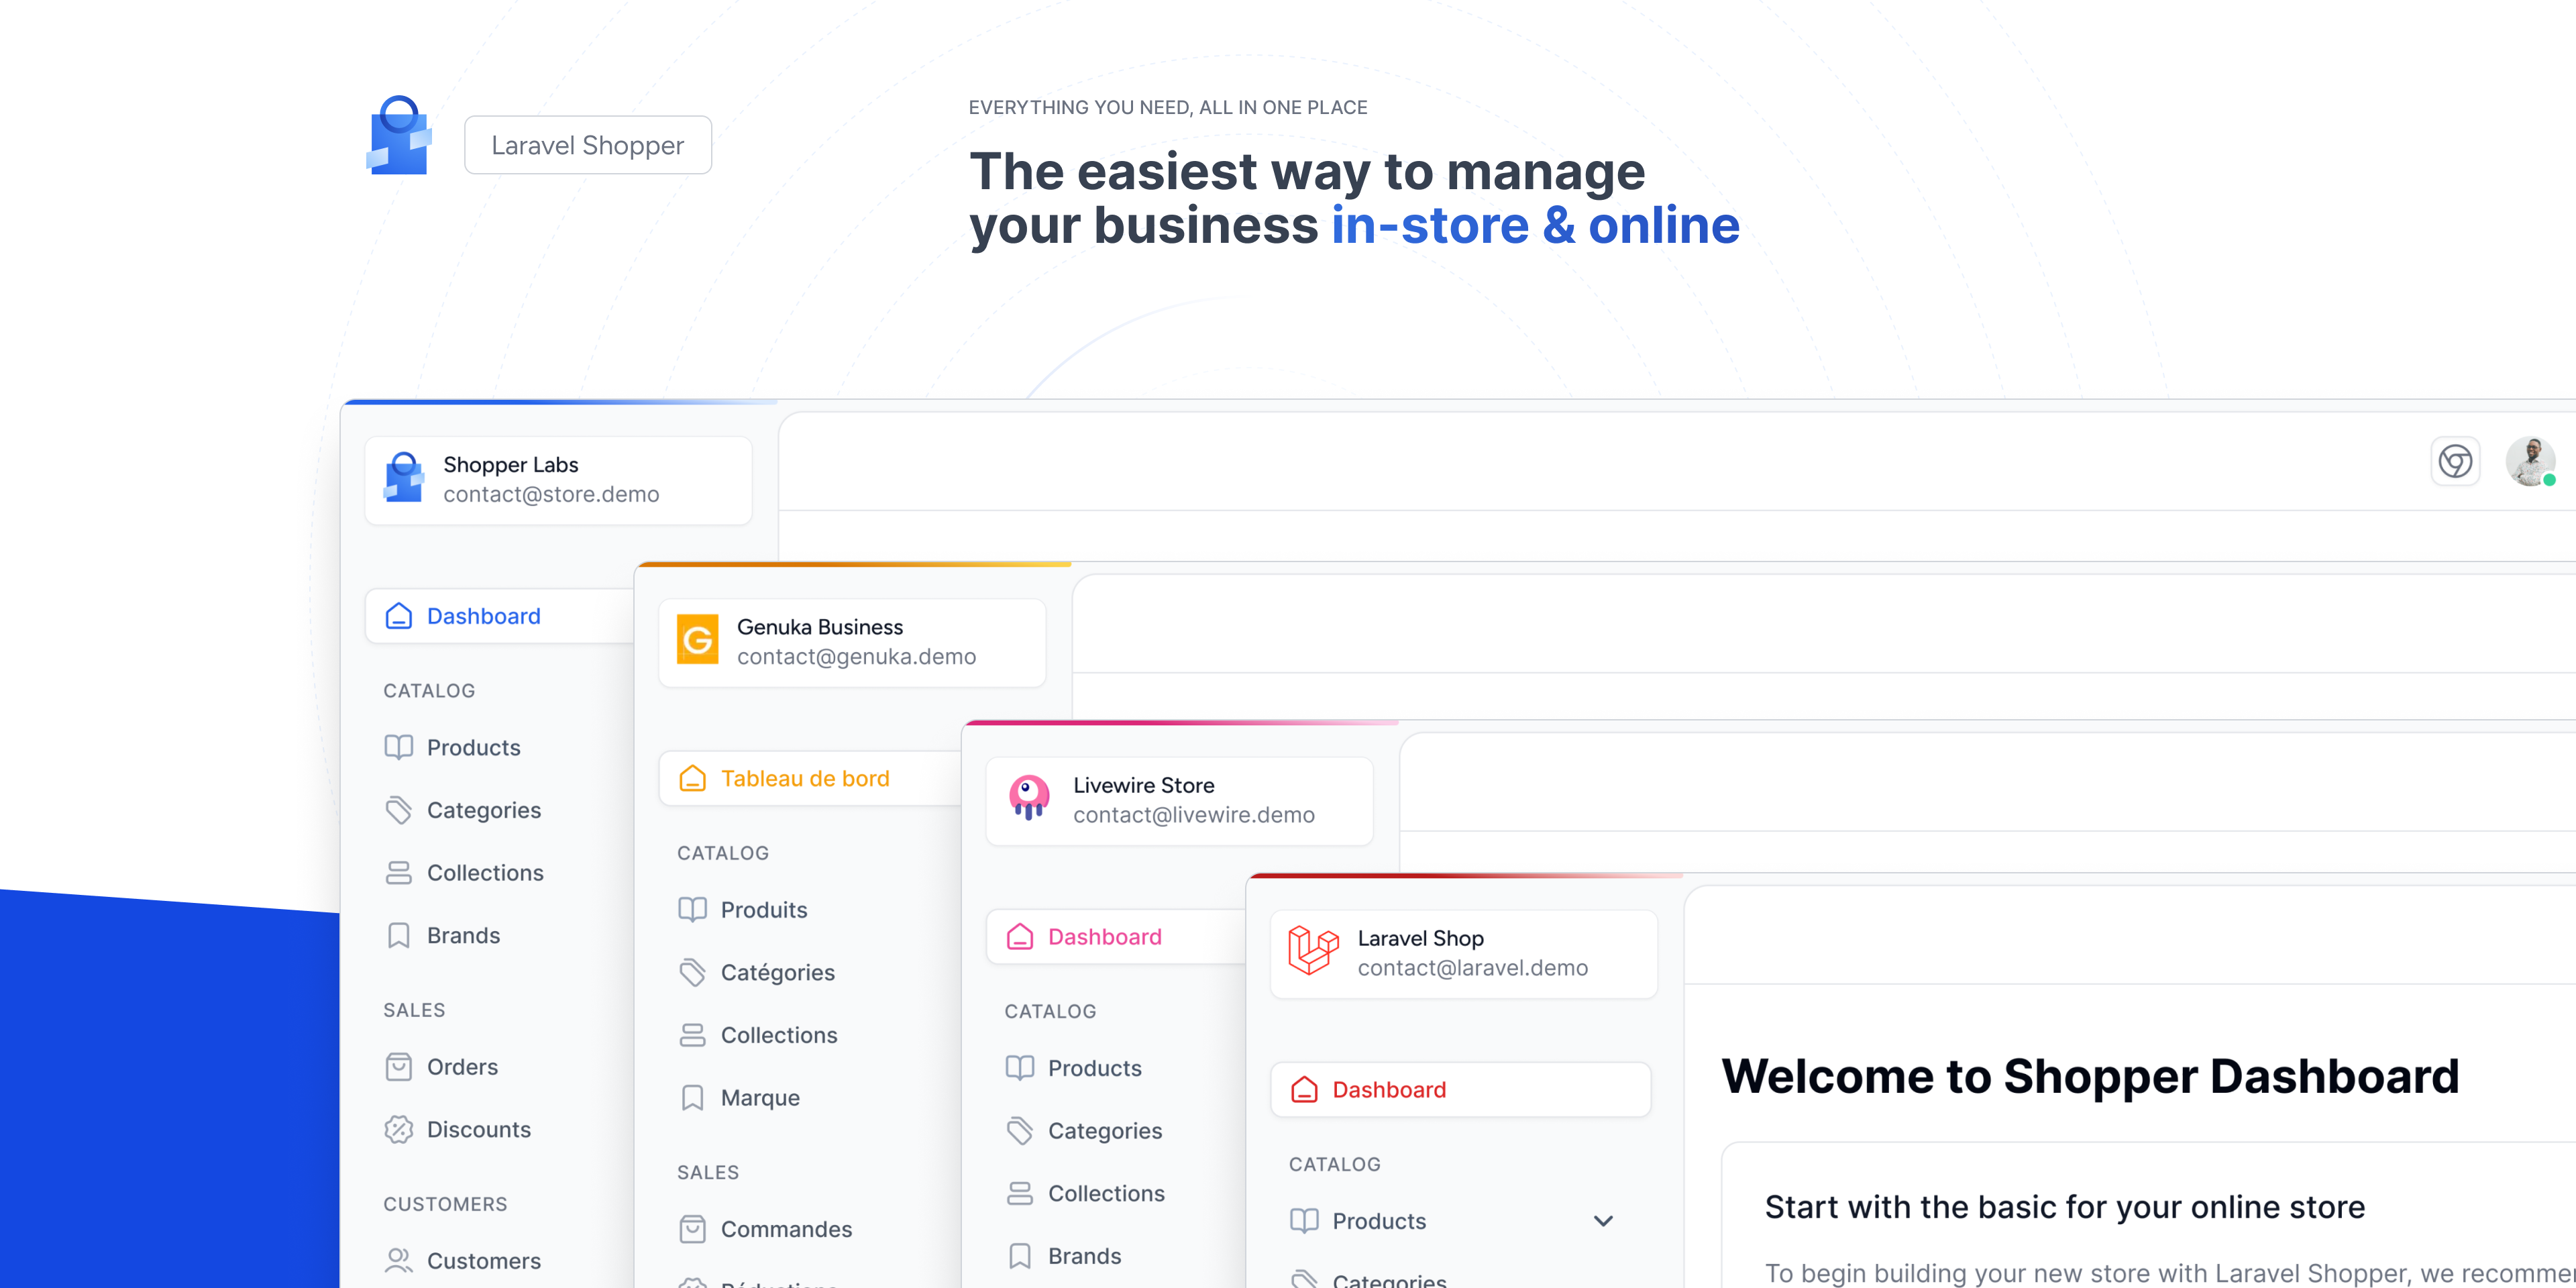 Laravel Shopper
EVERYTHING YOU NEED, ALL IN ONE PLACE
The easiest way to manage
your business in-store & online
Shopper Labs
contact@store.demo
Dashboard
CATALOG
Products
Categories
Collections
Brands
SALES
Orders
Discounts
CUSTOMERS
Customers
G
Genuka Business
contact@genuka.demo
Tableau de bord
CATALOG
Produits
Catégories
Collections
Marque
SALES
Commandes
Livewire Store
contact@livewire.demo
Dashboard
CATALOG
Products
Categories
Collections
Brands
Laravel Shop
contact@laravel.demo
Dashboard
CATALOG
Products
Categories
Welcome to Shopper Dashboard
Start with the basic for your online store
To begin building your new store with Laravel Shopper, we recomme